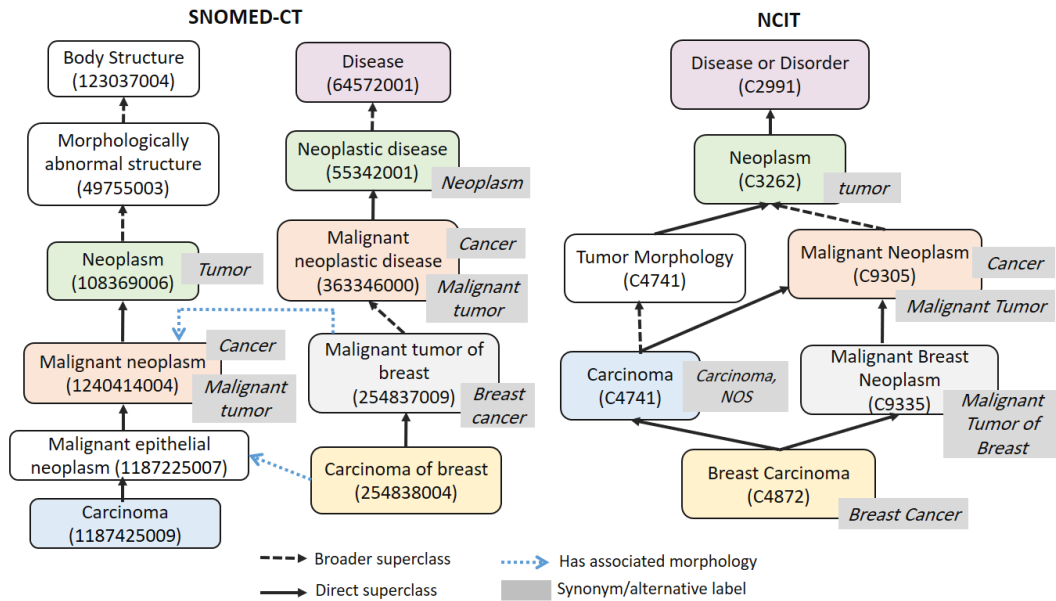 SNOMED-CT
Body Structure
(123037004)
Morphologically
abnormal structure
(49755003)
Neoplasm
(108369006)
Tumor
Malignant neoplasm
(1240414004)
Cancer
Malignant
tumor
Malignant epithelial
neoplasm (1187225007)
Carcinoma
(1187425009)
Disease
(64572001)
Neoplastic disease
(55342001)
Neoplasm
Malignant
neoplastic disease
(363346000)
Cancer
Malignant
tumor
Malignant tumor of
breast
(254837009)
Breast
cancer
Carcinoma of breast
(254838004)
NCIT
Disease or Disorder
(C2991)
Neoplasm
(C3262)
tumor
Tumor Morphology
(C4741)
Malignant Neoplasm
(C9305)
Cancer
Malignant Tumor
Carcinoma
(C4741)
Carcinoma,
NOS
Malignant Breast
Neoplasm
(C9335)
Malignant
Tumor of
Breast
Breast Carcinoma
(C4872)
Breast Cancer
Broader superclass
Direct superclass
Has associated morphology
Synonym/alternative label